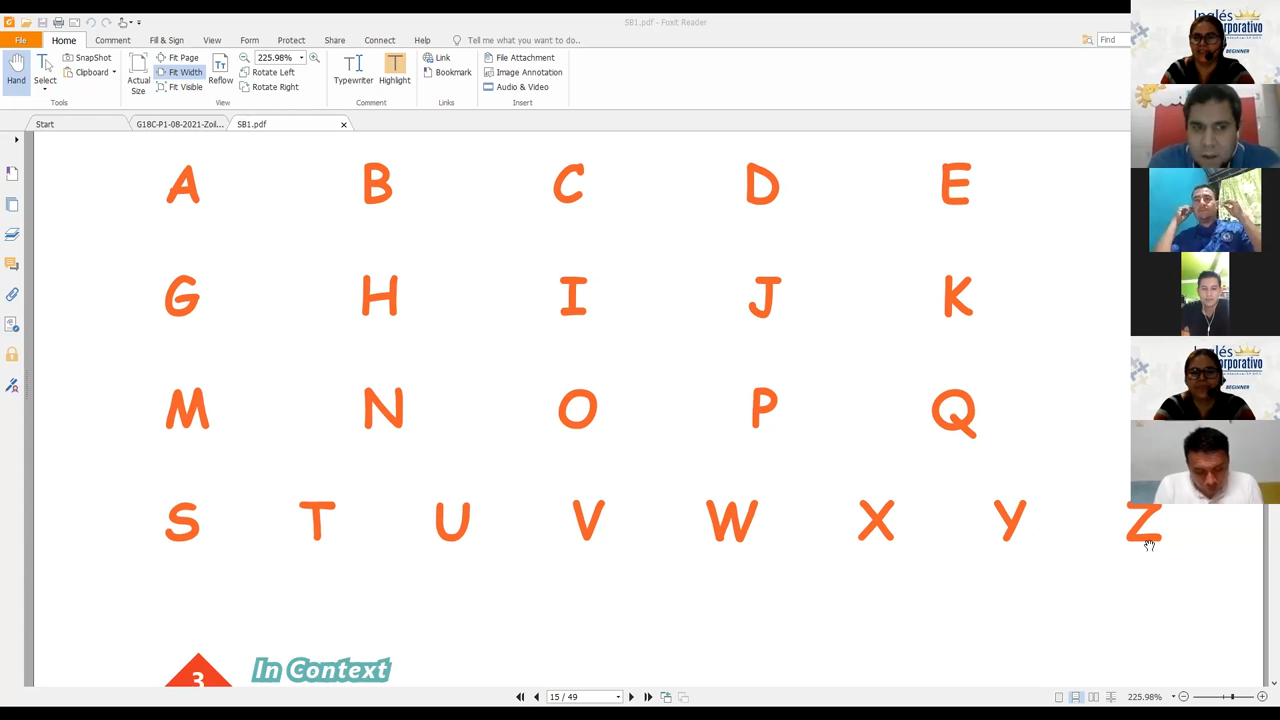 SB1.pdf - Foxit Reader
File Home Comment Fill & Sign View Form Protect Share Connect Help Tell me what you want to do... Find
Hand Select SnapShot Clipboard Actual Size Fit Page Fit Width Fit Visible Reflow 225.98% Rotate Left Rotate Right Typewriter Highlight Link Bookmark File Attachment Image Annotation Audio & Video
Tools View Comment Links Insert
Start G18C-P1-08-2021-Zoil... SB1.pdf
A B C D E
G H I J K
M N O P Q
S T U V W X Y Z
3 In Context
15 / 49 225.98%
Inglés
orporativo
BEGINNER
Inglés
orporativo
BEGINNER